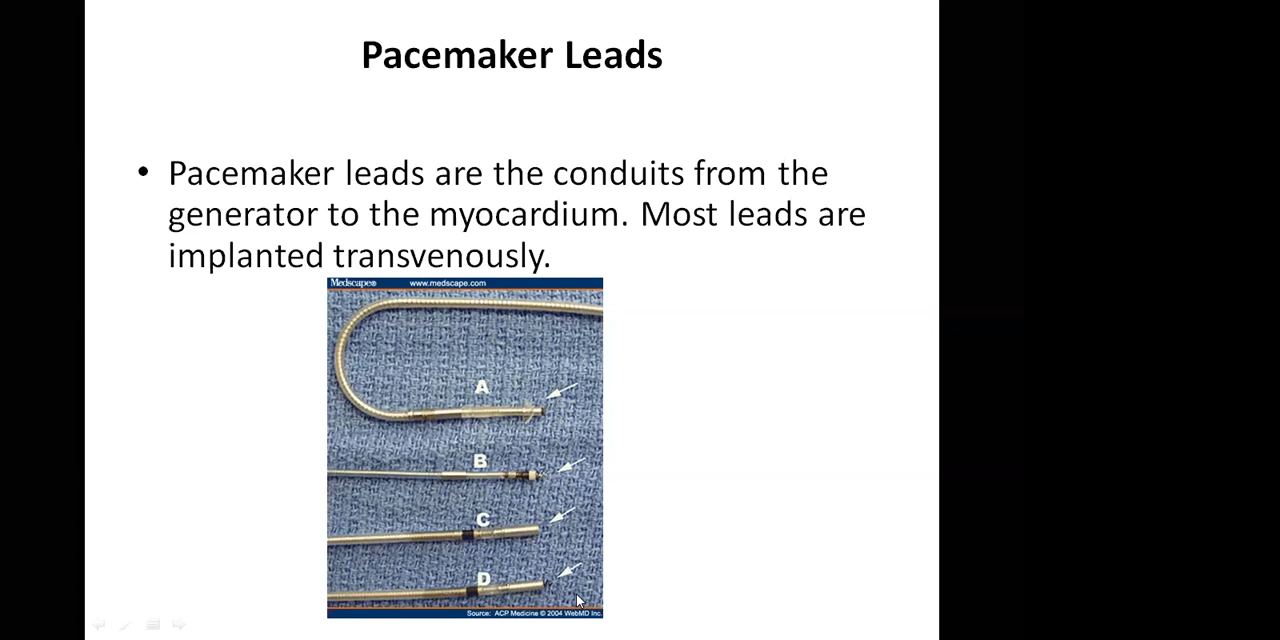 Pacemaker Leads
• Pacemaker leads are the conduits from the
generator to the myocardium. Most leads are
implanted transvenously.
Medscape® www.medscape.com
A
B
C
D
Source: ACP Medicine © 2004 WebMD Inc.